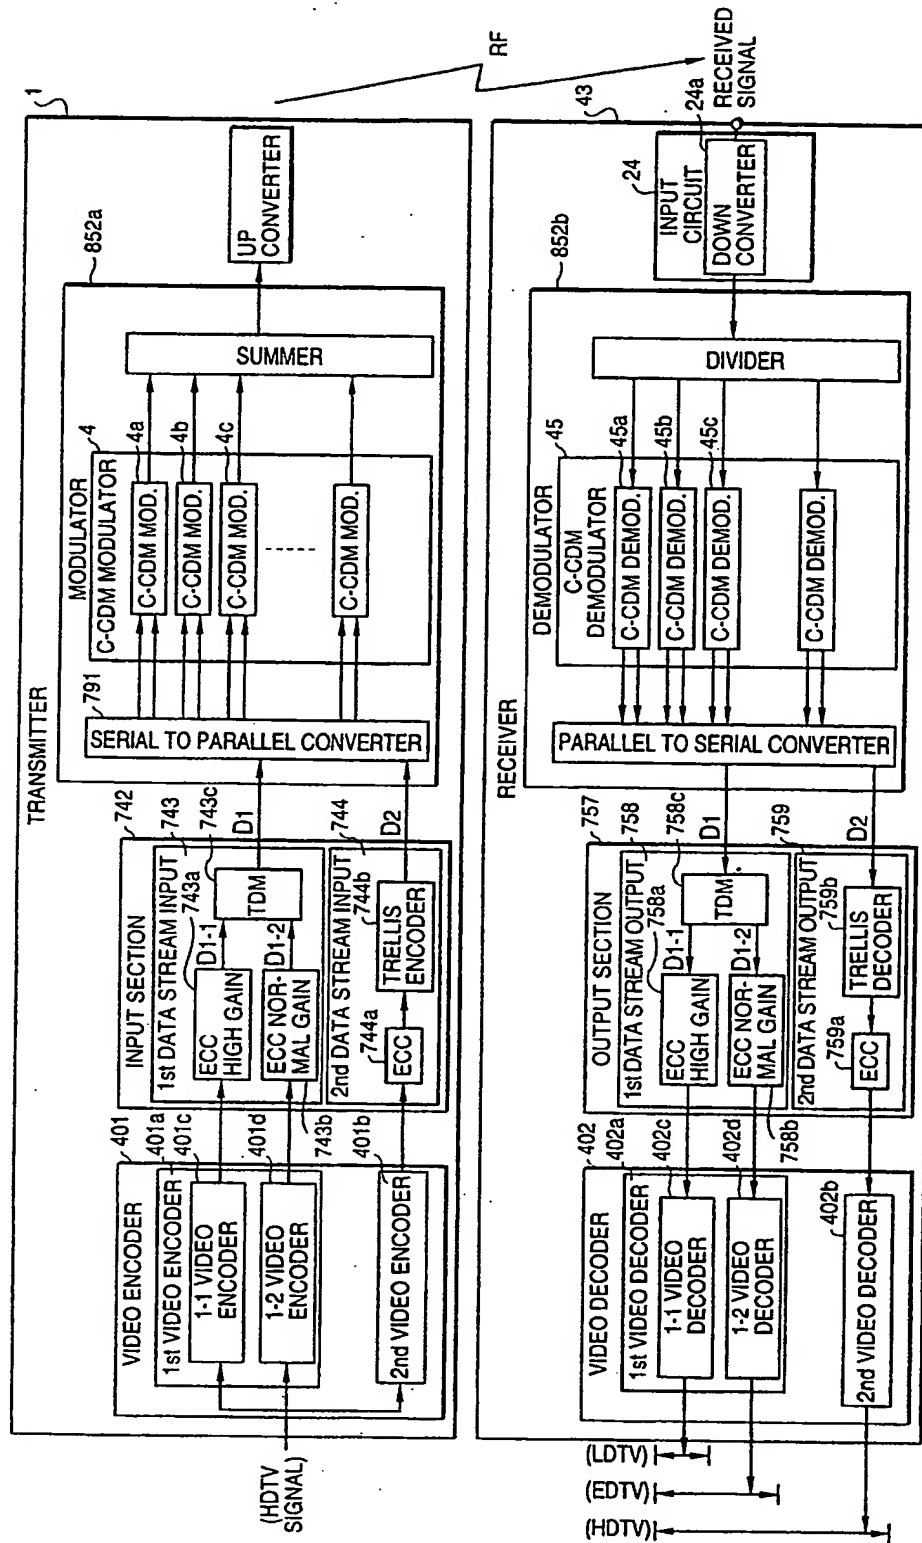 TRANSMITTER
1
VIDEO ENCODER
401
1st VIDEO ENCODER
401a
1-1 VIDEO
ENCODER
401c
1-2 VIDEO
ENCODER
401d
2nd VIDEO ENCODER
401b
(HDTV
SIGNAL)
INPUT SECTION
742
1st DATA STREAM INPUT
743
ECC
HIGH GAIN
743a
D1-1
ECC NOR-
MAL GAIN
743b
D1-2
TDM
743c
D1
2nd DATA STREAM INPUT
744
ECC
744a
TRELLIS
ENCODER
744b
D2
MODULATOR
852a
SERIAL TO PARALLEL CONVERTER
791
C-CDM MODULATOR
4
C-CDM MOD.
4a
C-CDM MOD.
4b
C-CDM MOD.
4c
C-CDM MOD.
SUMMER
UP
CONVERTER
RF
RECEIVER
43
RECEIVED
SIGNAL
INPUT
CIRCUIT
24
DOWN
CONVERTER
24a
DEMODULATOR
852b
DIVIDER
C-CDM
DEMODULATOR
45
C-CDM DEMOD.
45a
C-CDM DEMOD.
45b
C-CDM DEMOD.
45c
C-CDM DEMOD.
PARALLEL TO SERIAL CONVERTER
D1
D2
OUTPUT SECTION
757
1st DATA STREAM OUTPUT
758
TDM
758c
D1-1
D1-2
ECC
HIGH GAIN
758a
ECC NOR-
MAL GAIN
758b
2nd DATA STREAM OUTPUT
759
TRELLIS
DECODER
759b
ECC
759a
VIDEO DECODER
402
1st VIDEO DECODER
402a
1-1 VIDEO
DECODER
402c
1-2 VIDEO
DECODER
402d
2nd VIDEO DECODER
402b
(LDTV)
(EDTV)
(HDTV)